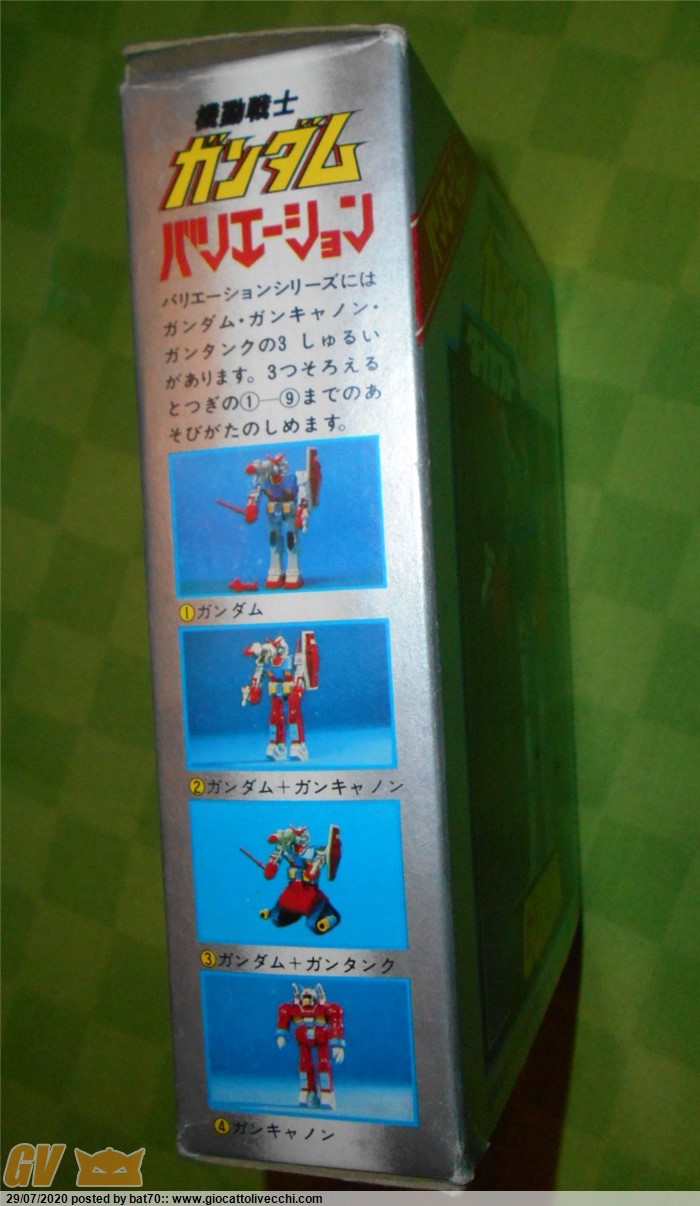 機動戦士
ガンダム
バリエーション
バリエーションシリーズには
ガンダム・ガンキャノン・
ガンタンクの3 しゅるい
があります。3つそろえる
とつぎの①—⑨までのあ
そびがたのしめます。
①ガンダム
②ガンダム+ガンキャノン
③ガンダム+ガンタンク
④ガンキャノン
GV
29/07/2020 posted by bat70:: www.giocattolivecchi.com